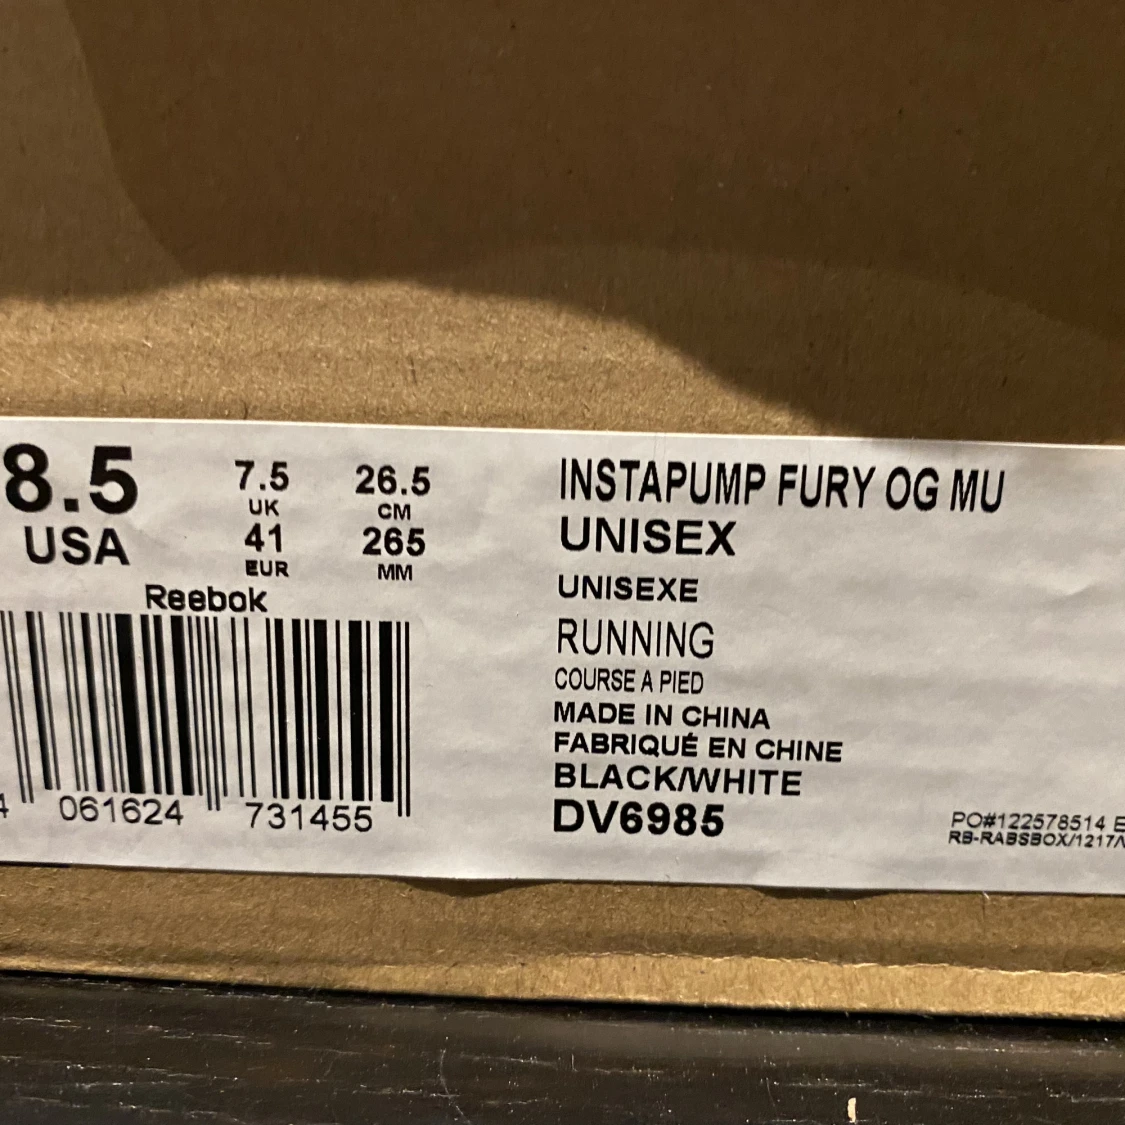 8.5
USA
7.5
UK
41
EUR
26.5
CM
265
MM
Reebok
4 061624 731455
INSTAPUMP FURY OG MU
UNISEX
UNISEXE
RUNNING
COURSE A PIED
MADE IN CHINA
FABRIQUÉ EN CHINE
BLACK/WHITE
DV6985
PO#122578514 E
RB-RABSBOX/1217/